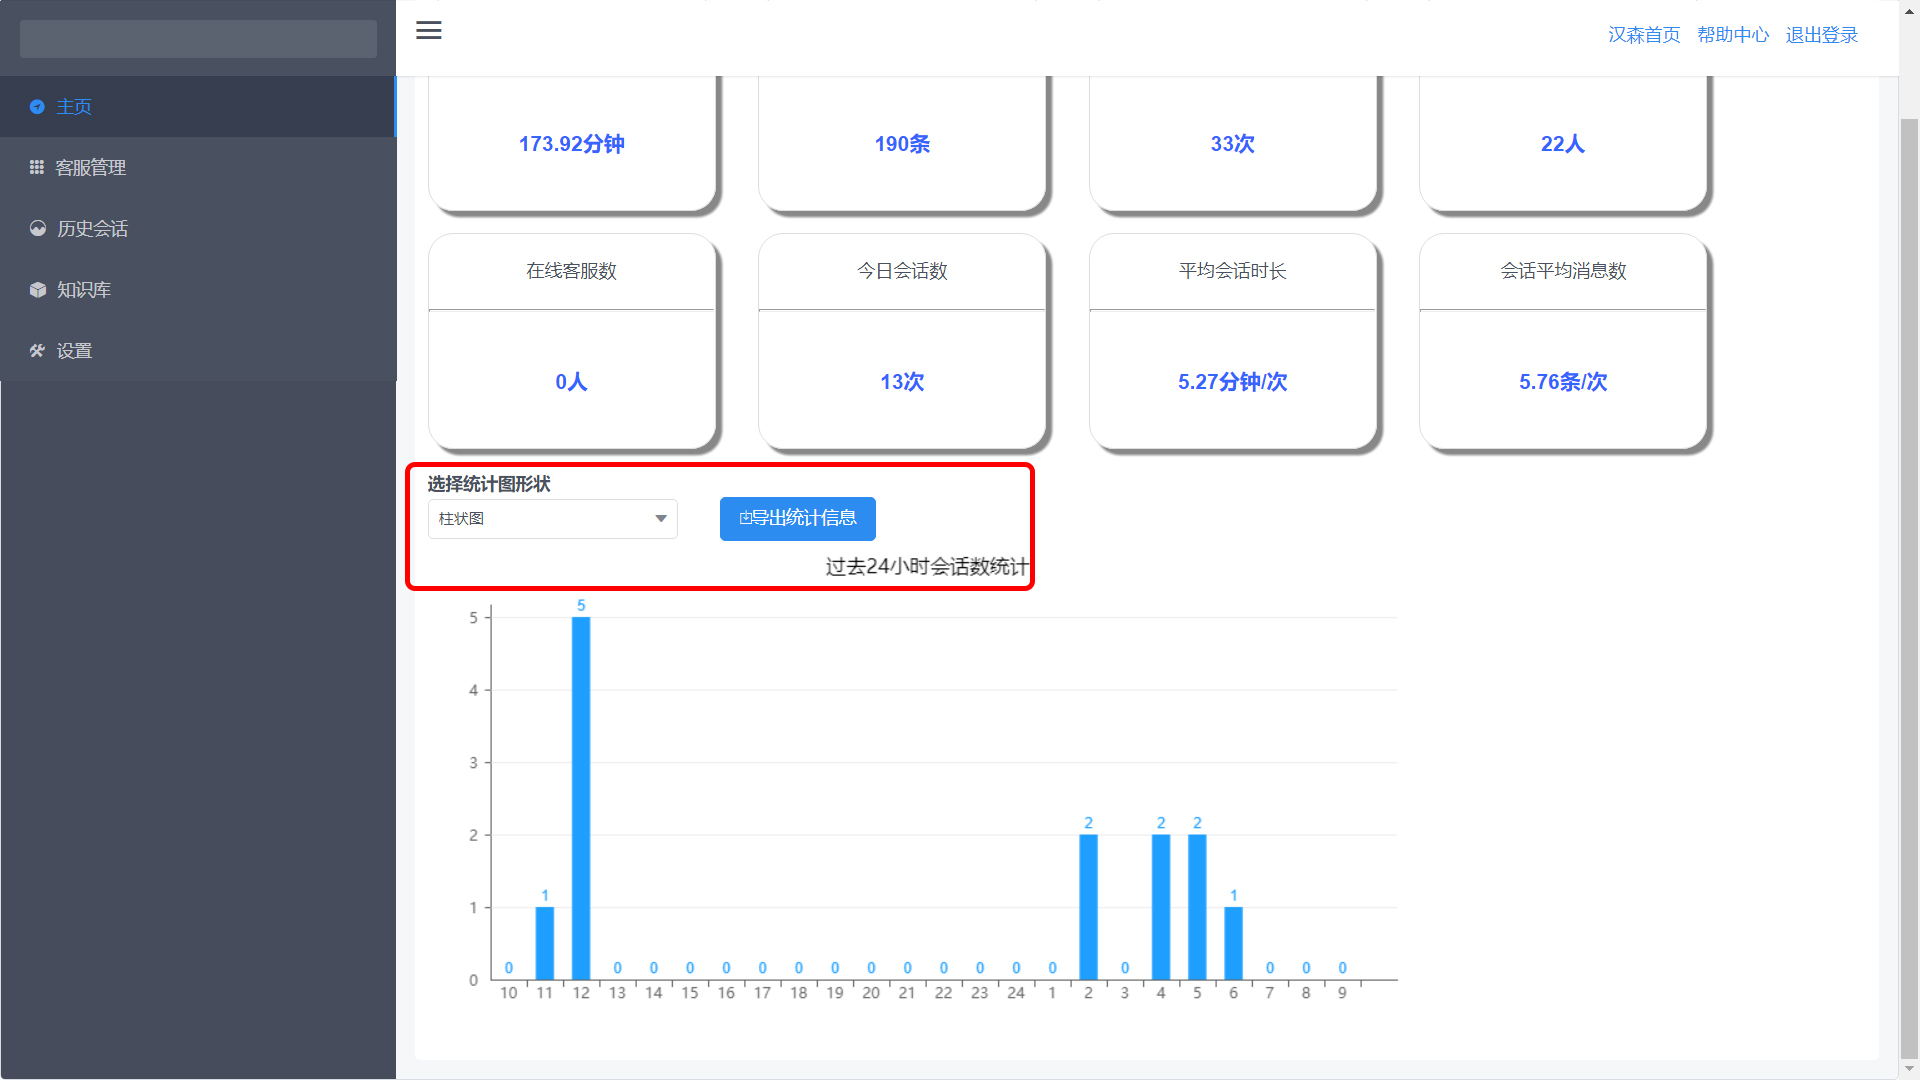 汉森首页 帮助中心 退出登录
主页
客服管理
历史会话
知识库
设置
173.92分钟 190条 33次 22人
在线客服数 今日会话数 平均会话时长 会话平均消息数
0人 13次 5.27分钟/次 5.76条/次
选择统计图形状
柱状图 导出统计信息
过去24小时会话数统计
5
4
3
2
1
0
0 1 5 0 0 0 0 0 0 0 0 0 0 0 0 0 2 0 2 2 1 0 0 0
10 11 12 13 14 15 16 17 18 19 20 21 22 23 24 1 2 3 4 5 6 7 8 9